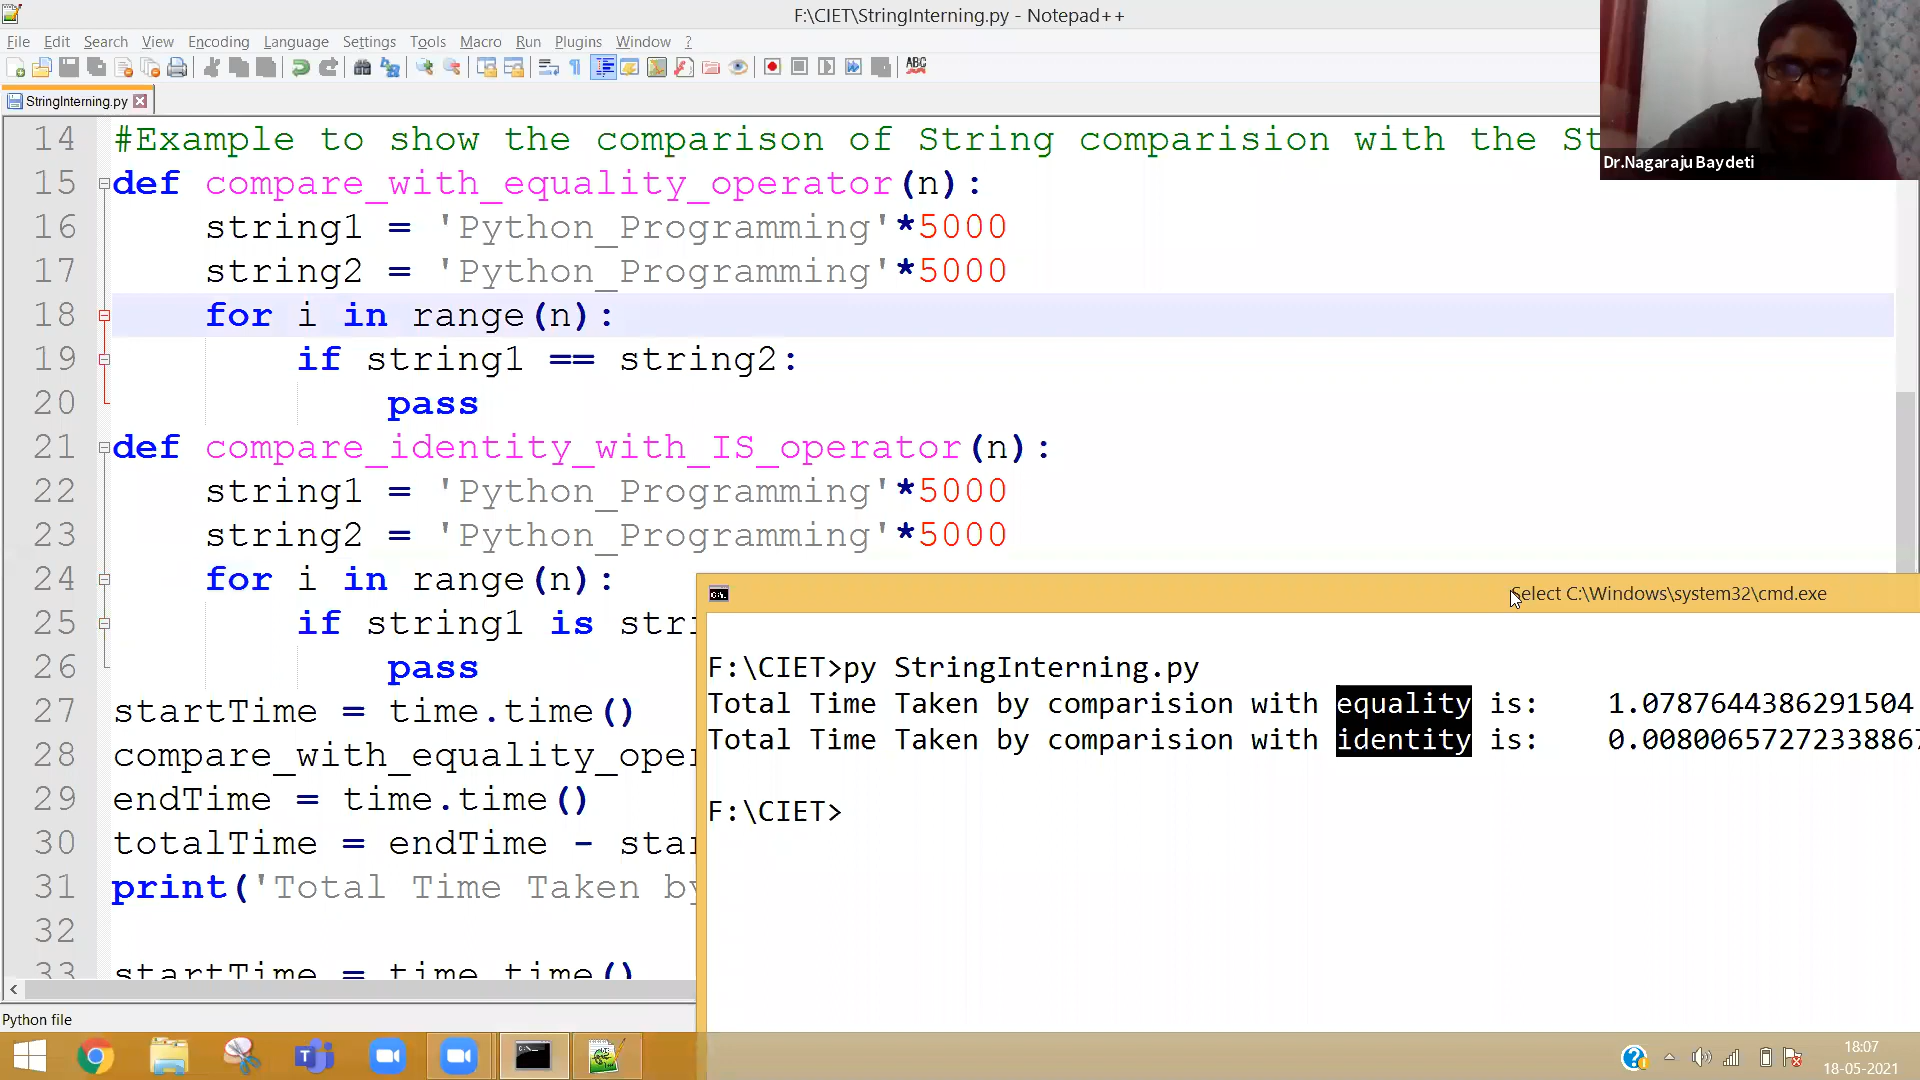 F:\CIET\StringInterning.py - Notepad++
File Edit Search View Encoding Language Settings Tools Macro Run Plugins Window ?
ABC
StringInterning.py
Dr.Nagaraju Baydeti
14 #Example to show the comparison of String comparision with the St
15 def compare_with_equality_operator(n):
16 string1 = 'Python_Programming'*5000
17 string2 = 'Python_Programming'*5000
18 for i in range(n):
19 if string1 == string2:
20 pass
21 def compare_identity_with_IS_operator(n):
22 string1 = 'Python_Programming'*5000
23 string2 = 'Python_Programming'*5000
24 for i in range(n):
25 if string1 is stri
26 pass
27 startTime = time.time()
28 compare_with_equality_oper
29 endTime = time.time()
30 totalTime = endTime - star
31 print('Total Time Taken by
32
33 startTime = time.time()
Select C:\Windows\system32\cmd.exe
F:\CIET>py StringInterning.py
Total Time Taken by comparision with equality is: 1.0787644386291504
Total Time Taken by comparision with identity is: 0.00800657272338867
F:\CIET>
Python file
18:07
18-05-2021